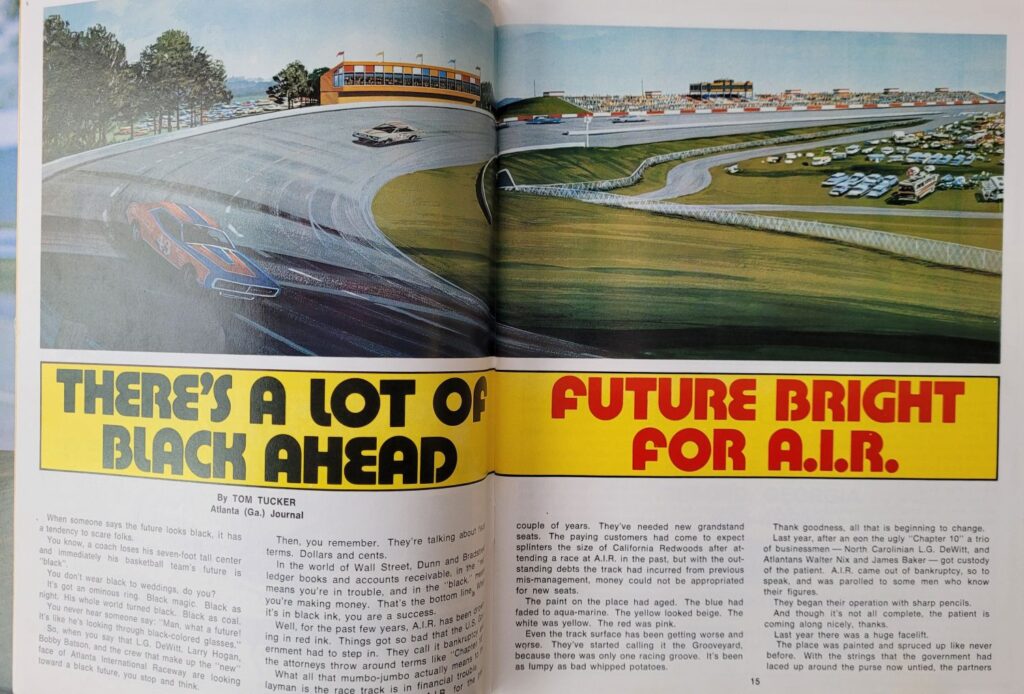 THERE'S A LOT OF
BLACK AHEAD
FUTURE BRIGHT
FOR A.I.R.
By TOM TUCKER
Atlanta (Ga.) Journal
When someone says the future looks black, it has
a tendency to scare folks.
You know, a coach loses his seven-foot tall center
and immediately his basketball team's future is
"black".
You don't wear black to weddings, do you?
It's got an ominous ring. Black magic. Black as
night. His whole world turned black. Black as coal.
You never hear someone say: "Man, what a future!
It's like he's looking through black-colored glasses."
So, when you say that L.G. DeWitt, Larry Hogan,
Bobby Batson, and the crew that make up the "new"
face of Atlanta International Raceway are looking
toward a black future, you stop and think.
Then, you remember. They're talking about
terms. Dollars and cents.
In the world of Wall Street, Dunn and Bradstreet
ledger books and accounts receivable, in the
means you're in trouble, and in the "black" means
you're making money. That's the bottom line.
it's in black ink, you are a success.
Well, for the past few years, A.I.R. has been
ing in red ink. Things got so bad that the U.S.
ernment had to step in. They call it bankruptcy
the attorneys throw around terms like "Chapter
What all that mumbo-jumbo actually means to
layman is the race track is in financial
A.I.R. for the
couple of years. They've needed new grandstand
seats. The paying customers had come to expect
splinters the size of California Redwoods after at-
tending a race at A.I.R. in the past, but with the out-
standing debts the track had incurred from previous
mis-management, money could not be appropriated
for new seats.
The paint on the place had aged. The blue had
faded to aqua-marine. The yellow looked beige. The
white was yellow. The red was pink.
Even the track surface has been getting worse and
worse. They've started calling it the Grooveyard,
because there was only one racing groove. It's been
as lumpy as bad whipped potatoes.
Thank goodness, all that is beginning to change.
Last year, after an eon the ugly "Chapter 10" a trio
of businessmen — North Carolinian L.G. DeWitt, and
Atlantans Walter Nix and James Baker — got custody
of the patient. A.I.R. came out of bankruptcy, so to
speak, and was parolled to some men who know
their figures.
They began their operation with sharp pencils.
And though it's not all complete, the patient is
coming along nicely, thanks.
Last year there was a huge facelift.
The place was painted and spruced up like never
before. With the strings that the government had
laced up around the purse now untied, the partners
15